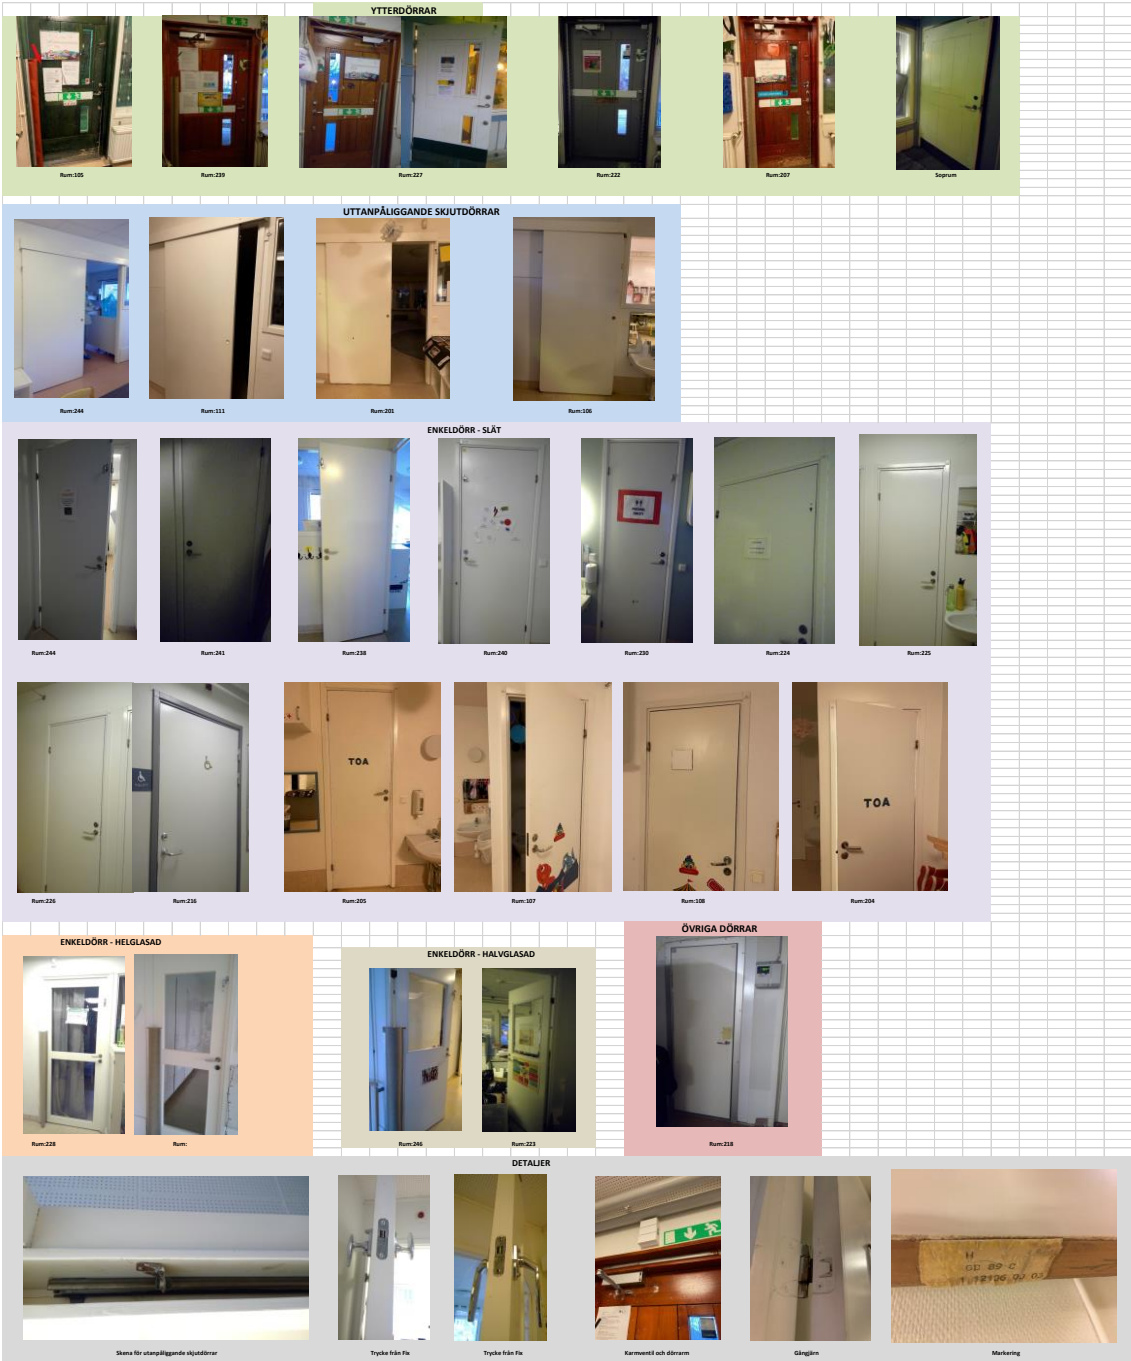 YTTERDÖRRAR
Rum:105
Rum:239
Rum:227
Rum:222
Rum:207
Soprum
UTTANPÅLIGGANDE SKJUTDÖRRAR
Rum:244
Rum:111
Rum:201
Rum:106
ENKELDÖRR - SLÄT
Rum:244
Rum:241
Rum:238
Rum:240
Rum:230
Rum:224
Rum:225
TOA
TOA
Rum:226
Rum:216
Rum:205
Rum:107
Rum:108
Rum:204
ENKELDÖRR - HELGLASAD
ENKELDÖRR - HALVGLASAD
ÖVRIGA DÖRRAR
Rum:228
Rum:
Rum:246
Rum:223
Rum:218
DETALJER
H
Skena för utanpåliggande skjutdörrar
Trycke från Fix
Trycke från Fix
Karmventil och dörrarm
Gångjärn
Markering